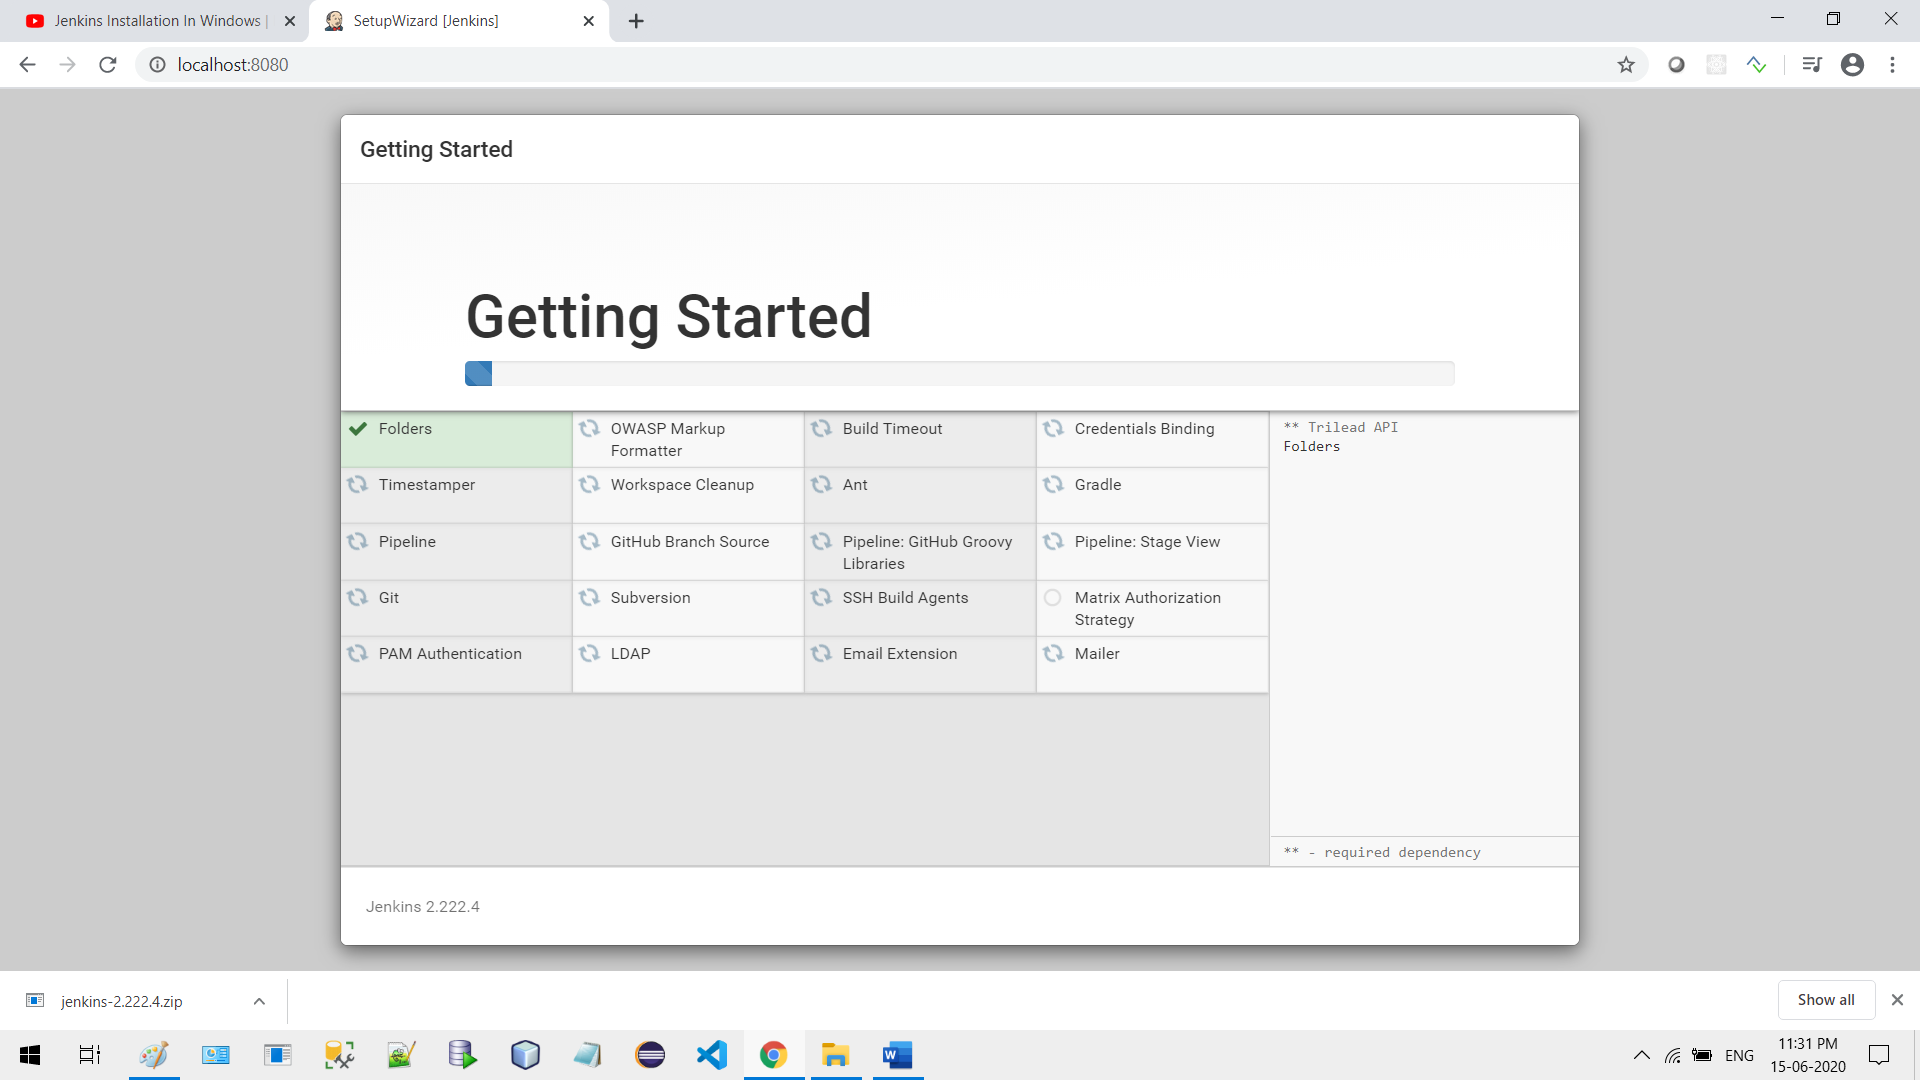 Jenkins Installation In Windows |
SetupWizard [Jenkins]
localhost:8080
Getting Started
Getting Started
Folders
OWASP Markup
Formatter
Build Timeout
Credentials Binding
Timestamper
Workspace Cleanup
Ant
Gradle
Pipeline
GitHub Branch Source
Pipeline: GitHub Groovy
Libraries
Pipeline: Stage View
Git
Subversion
SSH Build Agents
Matrix Authorization
Strategy
PAM Authentication
LDAP
Email Extension
Mailer
** Trilead API
Folders
** - required dependency
Jenkins 2.222.4
jenkins-2.222.4.zip
Show all
ENG
11:31 PM
15-06-2020